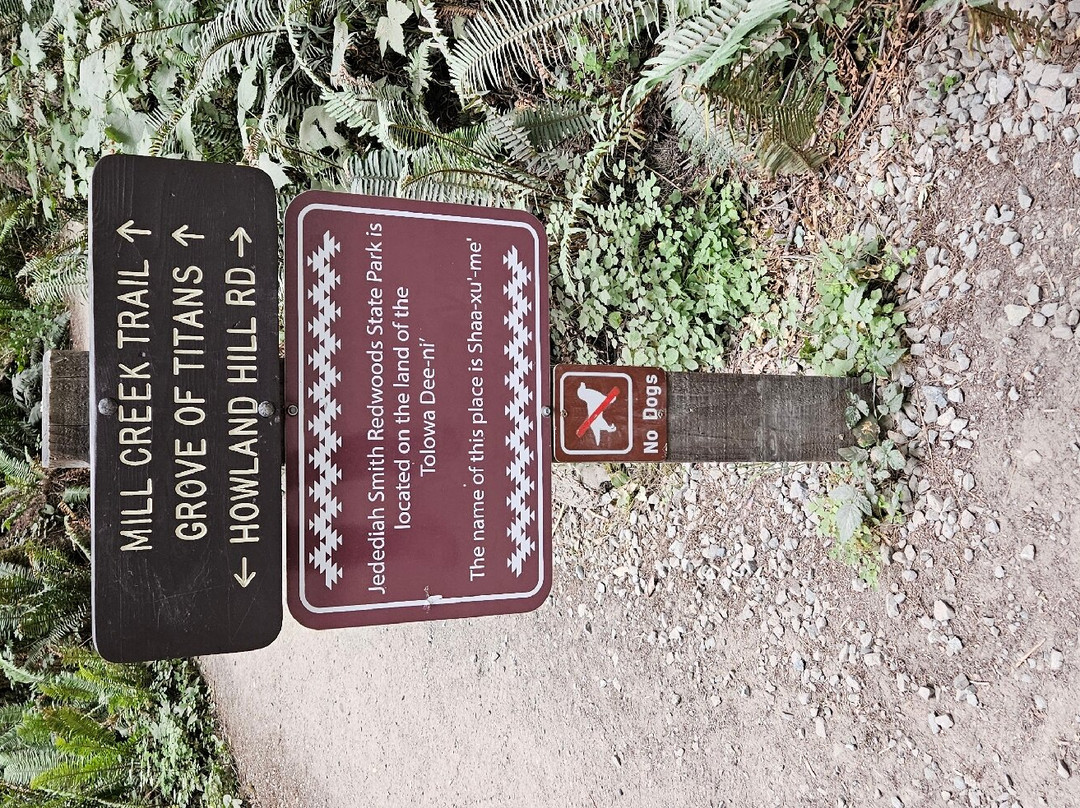 MILL CREEK TRAIL ↑
GROVE OF TITANS ↑
← HOWLAND HILL RD →
Jedediah Smith Redwoods State Park is
located on the land of the
Tolowa Dee-ni'
The name of this place is Shaa-xu'-me'
No Dogs